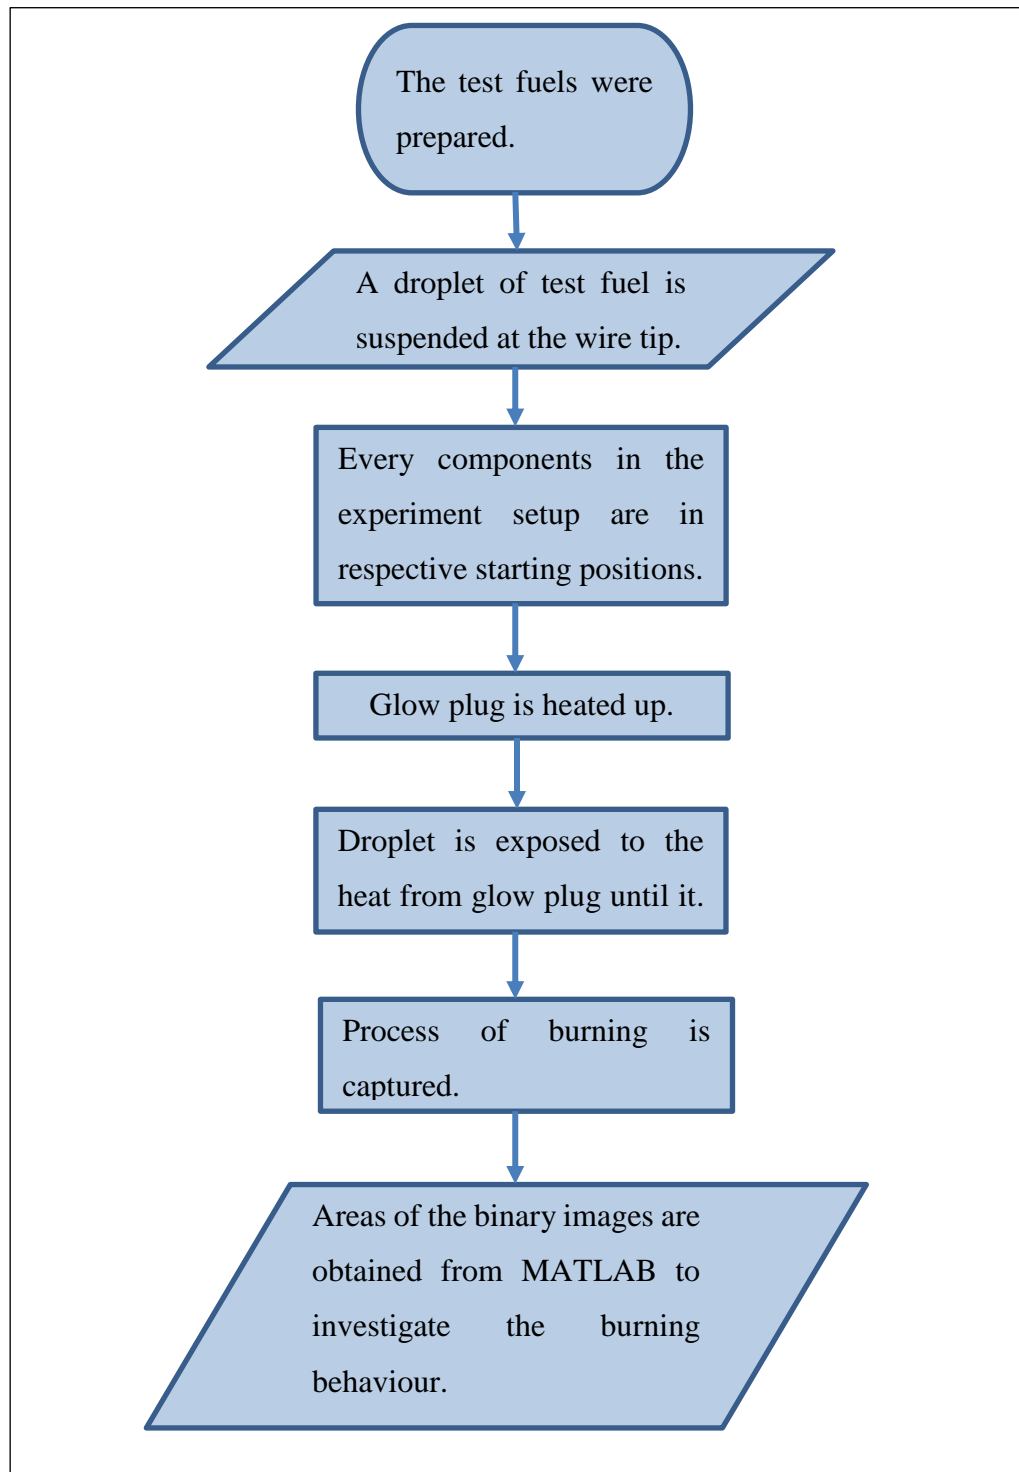 The test fuels were
prepared.
A droplet of test fuel is
suspended at the wire tip.
Every components in the
experiment setup are in
respective starting positions.
Glow plug is heated up.
Droplet is exposed to the
heat from glow plug until it.
Process of burning is
captured.
Areas of the binary images are
obtained from MATLAB to
investigate the burning
behaviour.